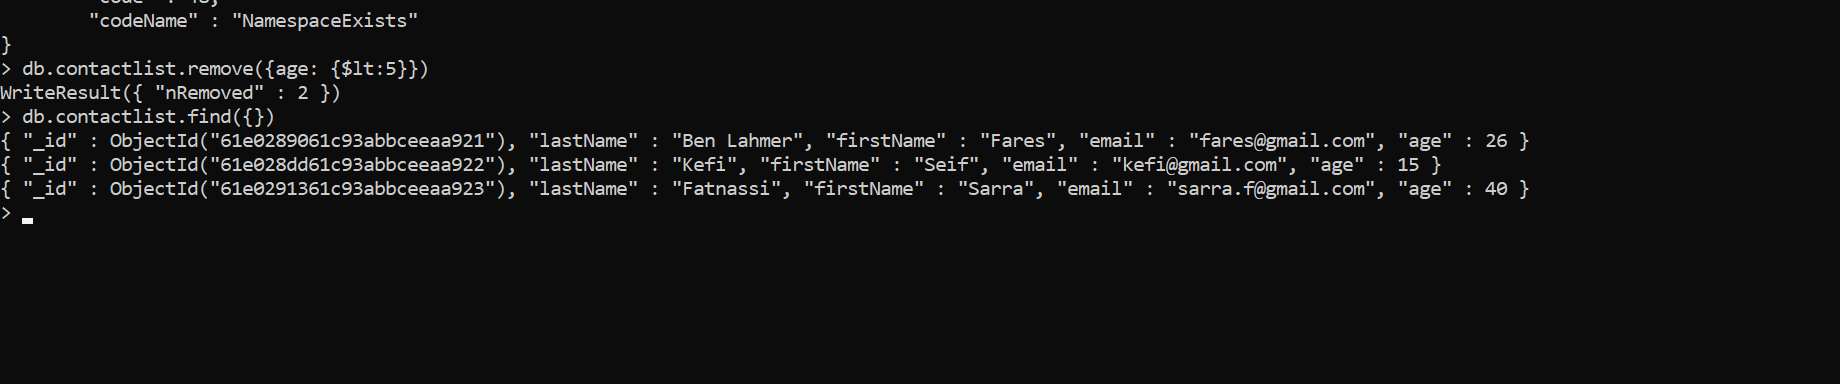 "code" : 48,
"codeName" : "NamespaceExists"
}
> db.contactlist.remove({age: {$lt:5}})
WriteResult({ "nRemoved" : 2 })
> db.contactlist.find({})
{ "_id" : ObjectId("61e0289061c93abbceeaa921"), "lastName" : "Ben Lahmer", "firstName" : "Fares", "email" : "fares@gmail.com", "age" : 26 }
{ "_id" : ObjectId("61e028dd61c93abbceeaa922"), "lastName" : "Kefi", "firstName" : "Seif", "email" : "kefi@gmail.com", "age" : 15 }
{ "_id" : ObjectId("61e0291361c93abbceeaa923"), "lastName" : "Fatnassi", "firstName" : "Sarra", "email" : "sarra.f@gmail.com", "age" : 40 }
>